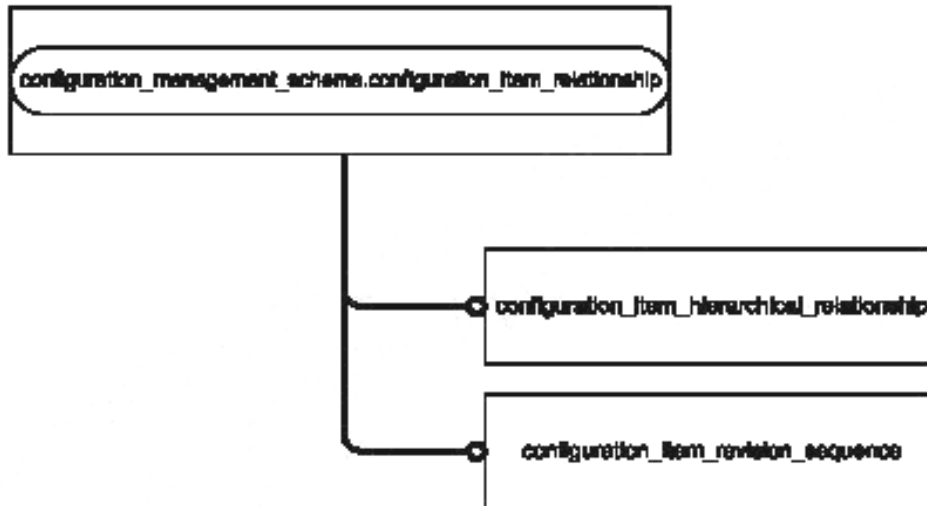 configuration_management_schema.configuration_item_relationship
configuration_item_hierarchical_relationship
configuration_item_revision_sequence